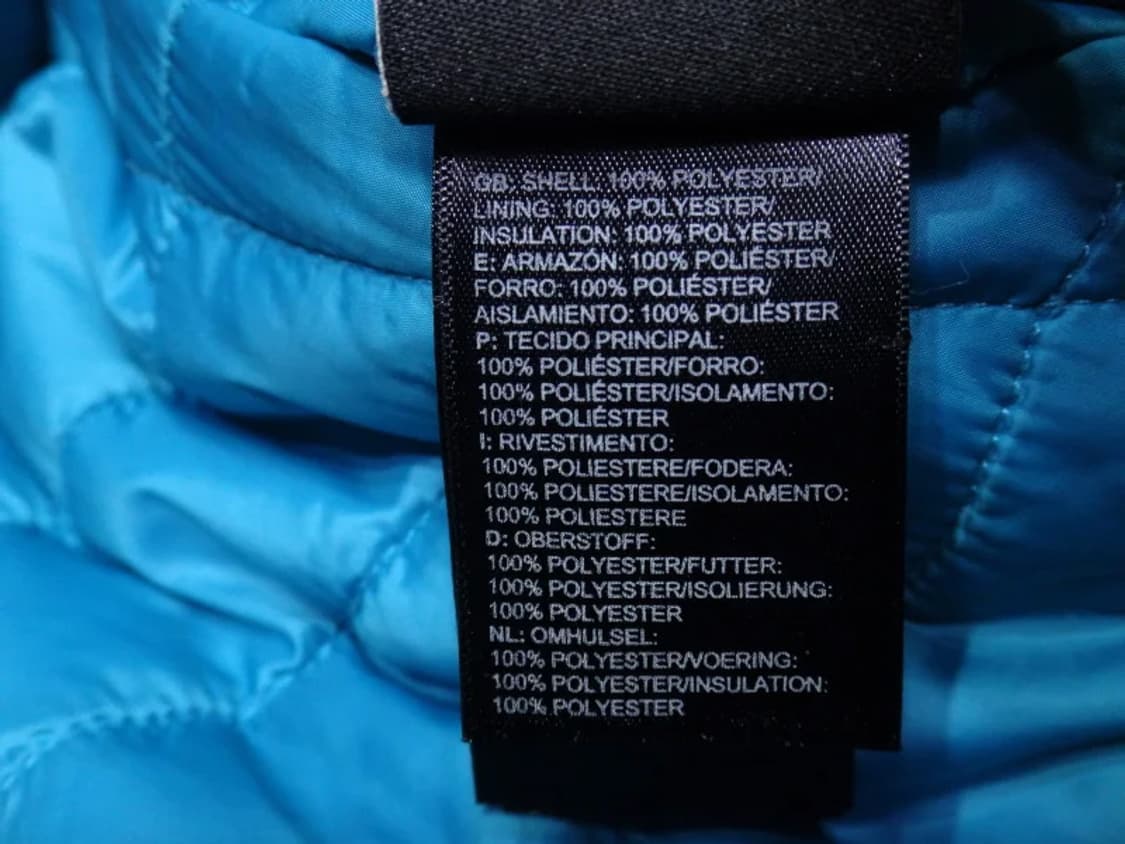 GB: SHELL: 100% POLYESTER/
LINING: 100% POLYESTER/
INSULATION: 100% POLYESTER
E: ARMAZÓN: 100% POLIÉSTER/
FORRO: 100% POLIÉSTER/
AISLAMIENTO: 100% POLIÉSTER
P: TECIDO PRINCIPAL:
100% POLIÉSTER/FORRO:
100% POLIÉSTER/ISOLAMENTO:
100% POLIÉSTER
I: RIVESTIMENTO:
100% POLIESTERE/FODERA:
100% POLIESTERE/ISOLAMENTO:
100% POLIESTERE
D: OBERSTOFF:
100% POLYESTER/FUTTER:
100% POLYESTER/ISOLIERUNG:
100% POLYESTER
NL: OMHULSEL:
100% POLYESTER/VOERING:
100% POLYESTER/INSULATION:
100% POLYESTER